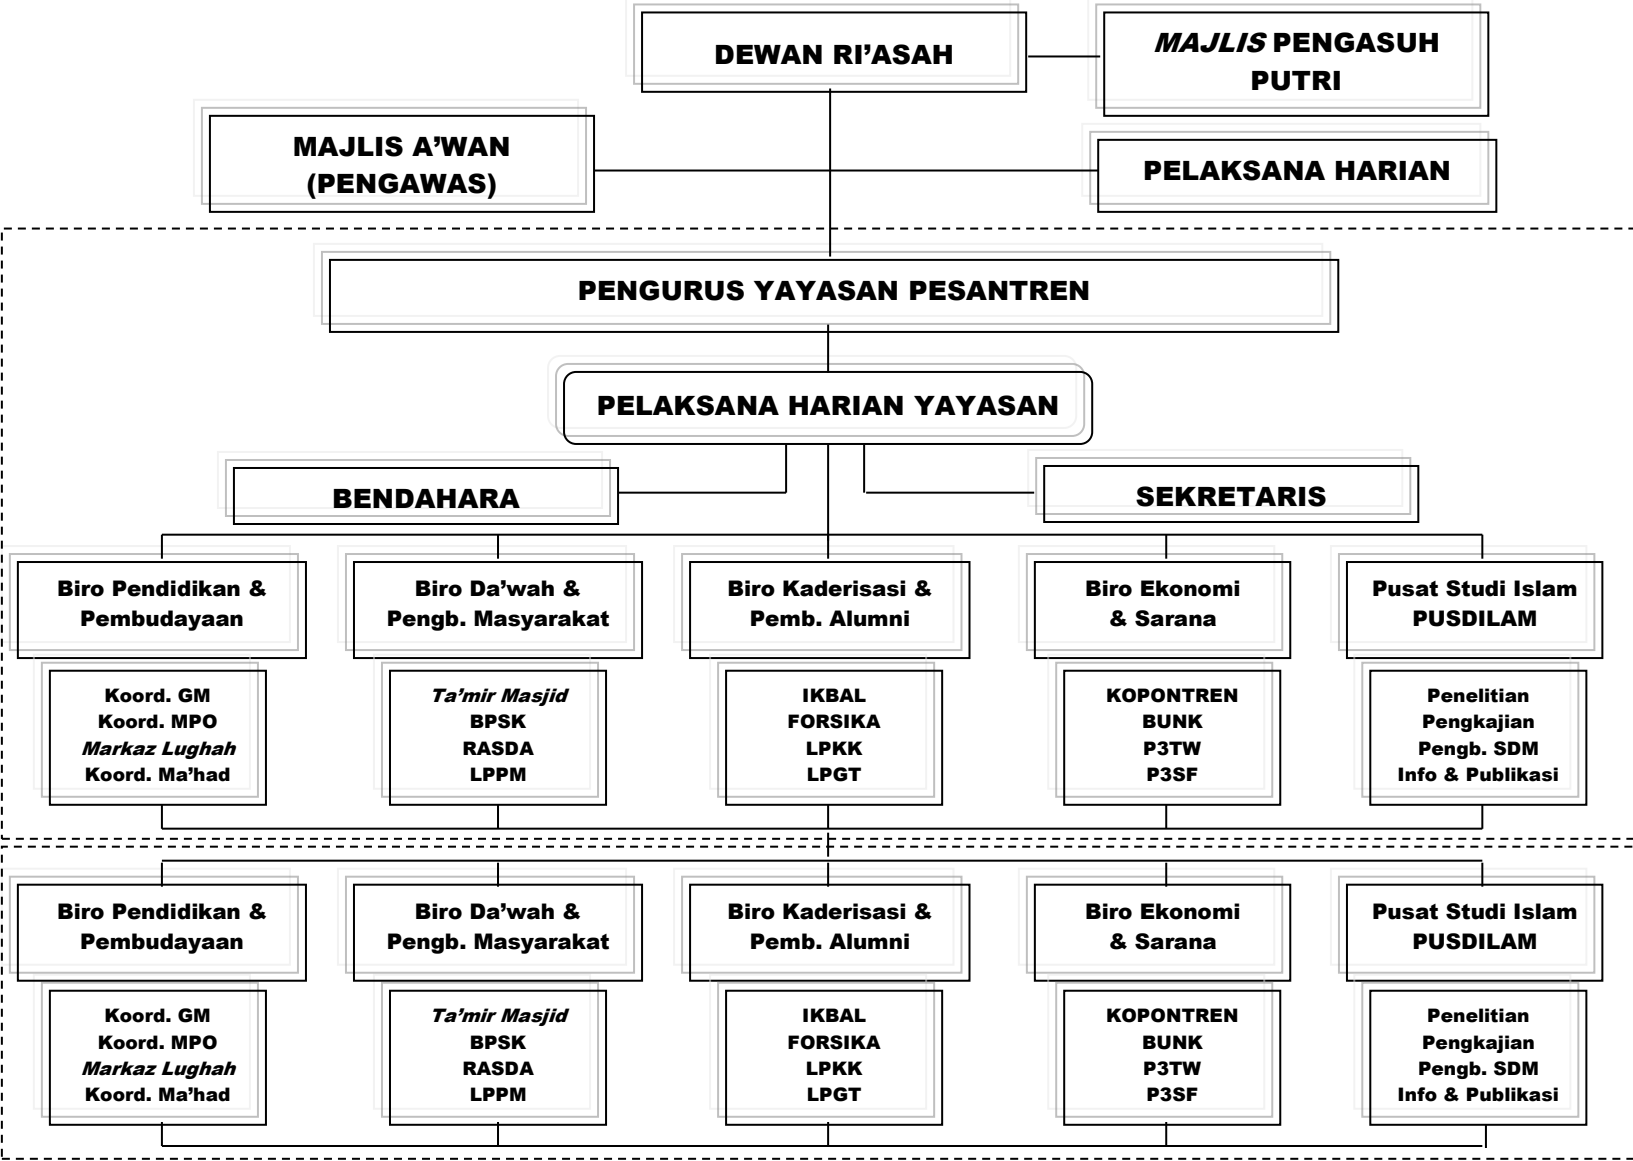 DEWAN RI’ASAH
MAJLIS PENGASUH
PUTRI
MAJLIS A’WAN
(PENGAWAS)
PELAKSANA HARIAN
PENGURUS YAYASAN PESANTREN
PELAKSANA HARIAN YAYASAN
BENDAHARA
SEKRETARIS
Biro Pendidikan &
Pembudayaan
Biro Da’wah &
Pengb. Masyarakat
Biro Kaderisasi &
Pemb. Alumni
Biro Ekonomi
& Sarana
Pusat Studi Islam
PUSDILAM
Koord. GM
Koord. MPO
Markaz Lughah
Koord. Ma’had
Ta’mir Masjid
BPSK
RASDA
LPPM
IKBAL
FORSIKA
LPKK
LPGT
KOPONTREN
BUNK
P3TW
P3SF
Penelitian
Pengkajian
Pengb. SDM
Info & Publikasi
Biro Pendidikan &
Pembudayaan
Biro Da’wah &
Pengb. Masyarakat
Biro Kaderisasi &
Pemb. Alumni
Biro Ekonomi
& Sarana
Pusat Studi Islam
PUSDILAM
Koord. GM
Koord. MPO
Markaz Lughah
Koord. Ma’had
Ta’mir Masjid
BPSK
RASDA
LPPM
IKBAL
FORSIKA
LPKK
LPGT
KOPONTREN
BUNK
P3TW
P3SF
Penelitian
Pengkajian
Pengb. SDM
Info & Publikasi